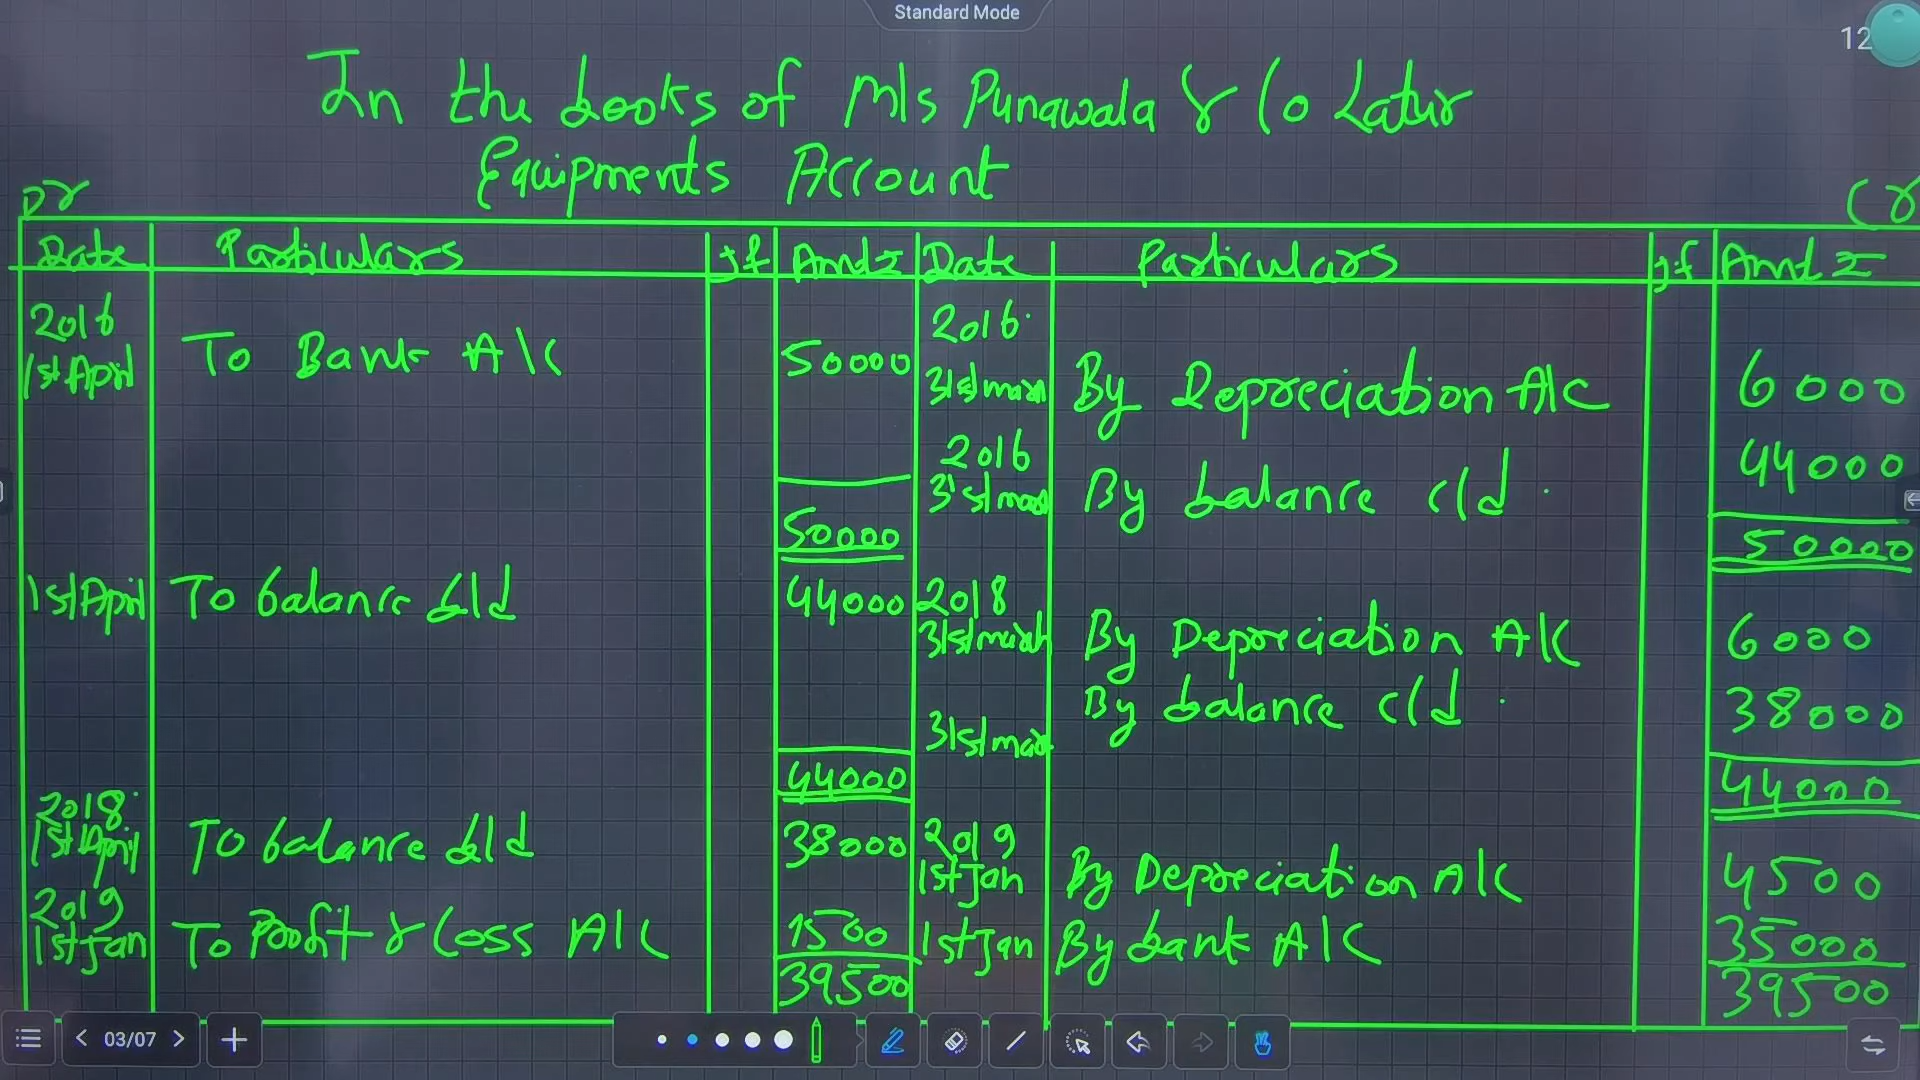 Standard Mode
12
In the books of M/s Punawala & Co Latur
Equipments Account
Dr Cr
Date Particulars J.f Amt ₹ Date Particulars J.f Amt ₹
2016 2016
1st April To Bank A/c 50000 31st march By Depreciation A/c 6000
2016
31st mar By balance c/d. 44000
50000 50000
1st April To balance b/d 44000 2018
31st march By Depreciation A/c 6000
31st mar By balance c/d. 38000
44000 44000
2018
1st April To balance b/d 38000 2019
1st Jan By Depreciation A/c 4500
2019
1st Jan To Profit & Loss A/c 1500 1st Jan By bank A/c 35000
39500 39500
03/07